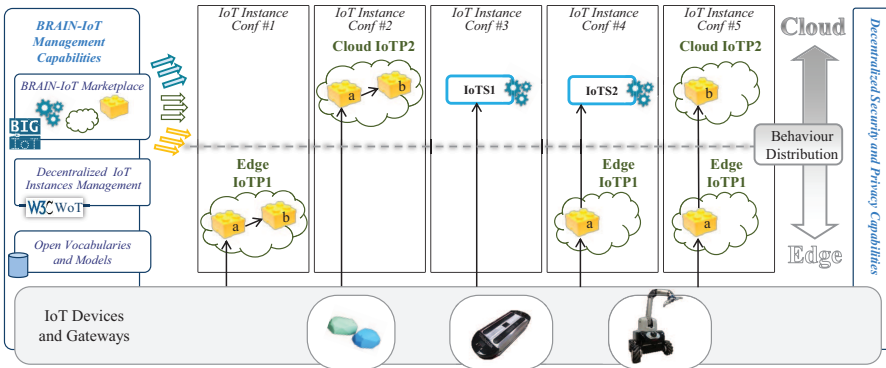 BRAIN-IoT
Management
Capabilities
BRAIN-IoT Marketplace
BIG
IoT
Decentralized IoT
Instances Management
W3C WoT
Open Vocabularies
and Models
IoT Instance
Conf #1
Edge
IoTP1
a
b
IoT Instance
Conf #2
Cloud IoTP2
a
b
IoT Instance
Conf #3
IoTS1
IoT Instance
Conf #4
IoTS2
Edge
IoTP1
a
IoT Instance
Conf #5
Cloud IoTP2
b
Edge
IoTP1
a
Cloud
Behaviour
Distribution
Edge
Decentralized Security and Privacy Capabilities
IoT Devices
and Gateways